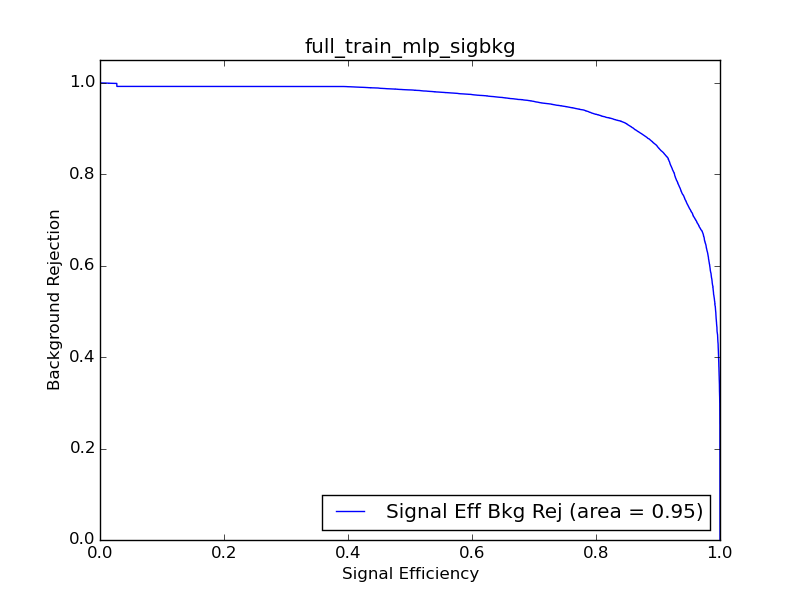 full_train_mlp_sigbkg
1.0
0.8
0.6
0.4
0.2
0.0
Background Rejection
Signal Eff Bkg Rej (area = 0.95)
0.0 0.2 0.4 0.6 0.8 1.0
Signal Efficiency